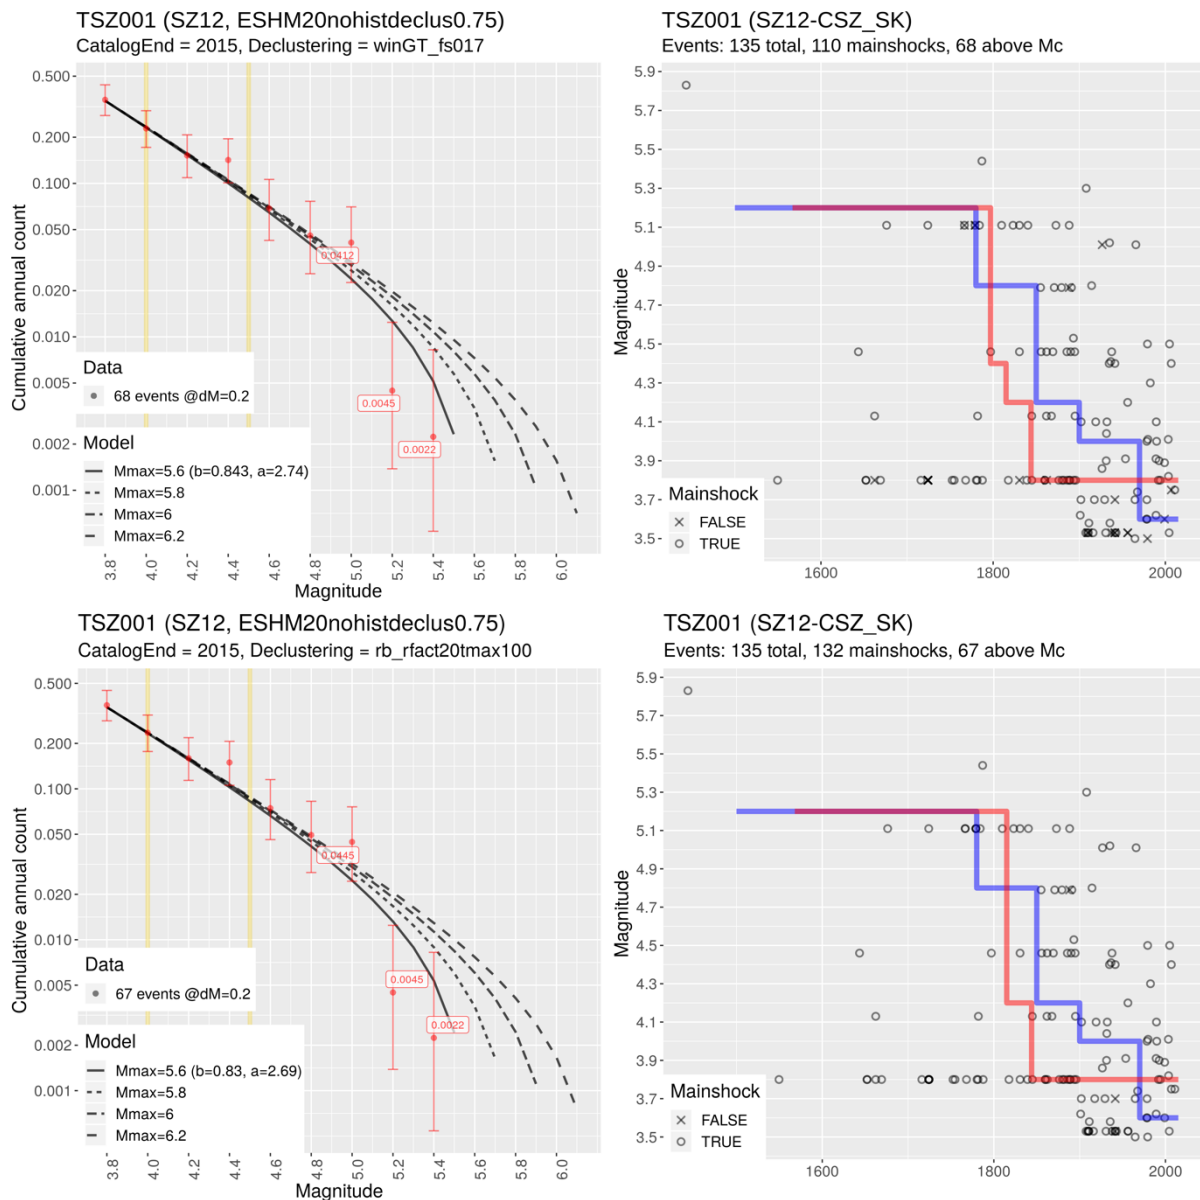 TSZ001 (SZ12, ESHM20nohistdeclus0.75)
CatalogEnd = 2015, Declustering = winGT_fs017
0.500
0.200
0.100
0.050
0.020
0.010
0.005
0.002
0.001
Cumulative annual count
0.0412
0.0045
0.0022
Data
68 events @dM=0.2
Model
Mmax=5.6 (b=0.843, a=2.74)
Mmax=5.8
Mmax=6
Mmax=6.2
3.8
4.0
4.2
4.4
4.6
4.8
5.0
5.2
5.4
5.6
5.8
6.0
Magnitude
TSZ001 (SZ12-CSZ_SK)
Events: 135 total, 110 mainshocks, 68 above Mc
5.9
5.7
5.5
5.3
5.1
4.9
4.7
4.5
4.3
4.1
3.9
3.7
3.5
Magnitude
Mainshock
FALSE
TRUE
1600
1800
2000
TSZ001 (SZ12, ESHM20nohistdeclus0.75)
CatalogEnd = 2015, Declustering = rb_rfact20tmax100
0.500
0.200
0.100
0.050
0.020
0.010
0.005
0.002
0.001
Cumulative annual count
0.0445
0.0045
0.0022
Data
67 events @dM=0.2
Model
Mmax=5.6 (b=0.83, a=2.69)
Mmax=5.8
Mmax=6
Mmax=6.2
3.8
4.0
4.2
4.4
4.6
4.8
5.0
5.2
5.4
5.6
5.8
6.0
Magnitude
TSZ001 (SZ12-CSZ_SK)
Events: 135 total, 132 mainshocks, 67 above Mc
5.9
5.7
5.5
5.3
5.1
4.9
4.7
4.5
4.3
4.1
3.9
3.7
3.5
Magnitude
Mainshock
FALSE
TRUE
1600
1800
2000